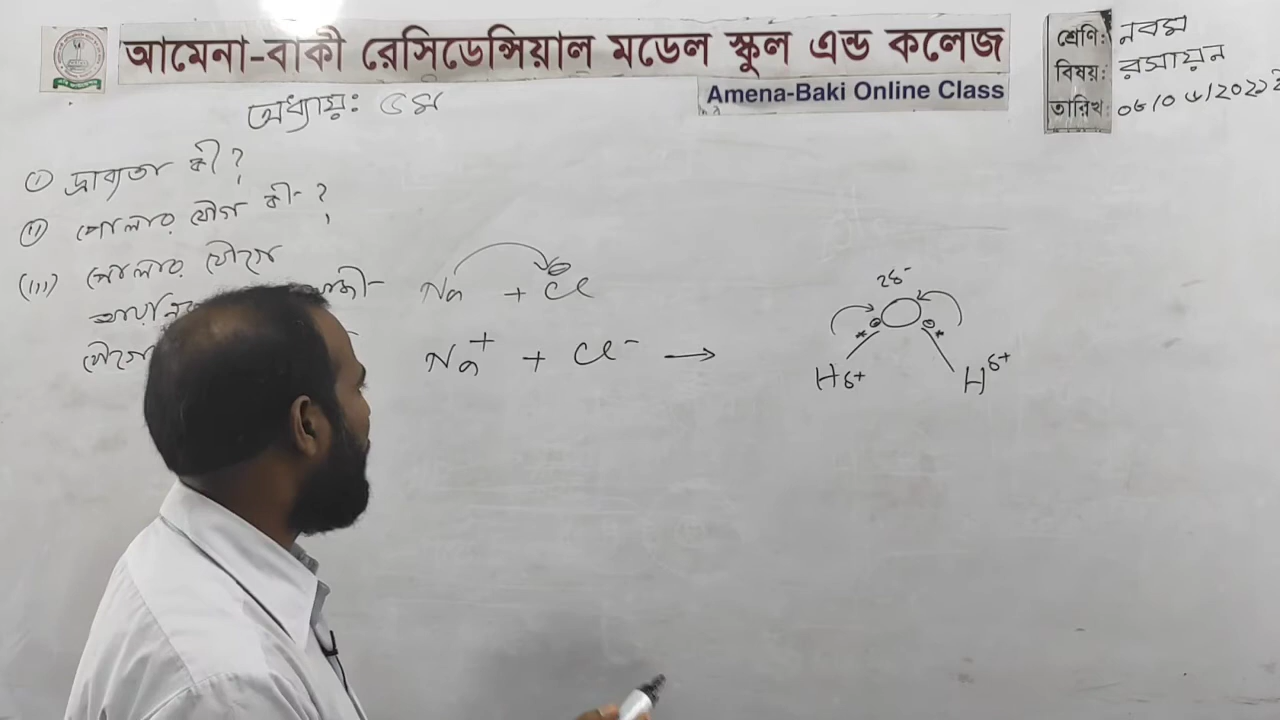 আমেনা-বাকী রেসিডেন্সিয়াল মডেল স্কুল এন্ড কলেজ
Amena-Baki Online Class
শ্রেণি: নবম
বিষয়: রসায়ন
তারিখ:
অধ্যায়: ৫ম
(i) দ্রাব্যতা কী?
(ii) পোলার যৌগ কী?
(iii) পোলার যৌগে
যৌগে
Na + Cl
Na+ + Cl- →
2δ-
Hδ+ Hδ+